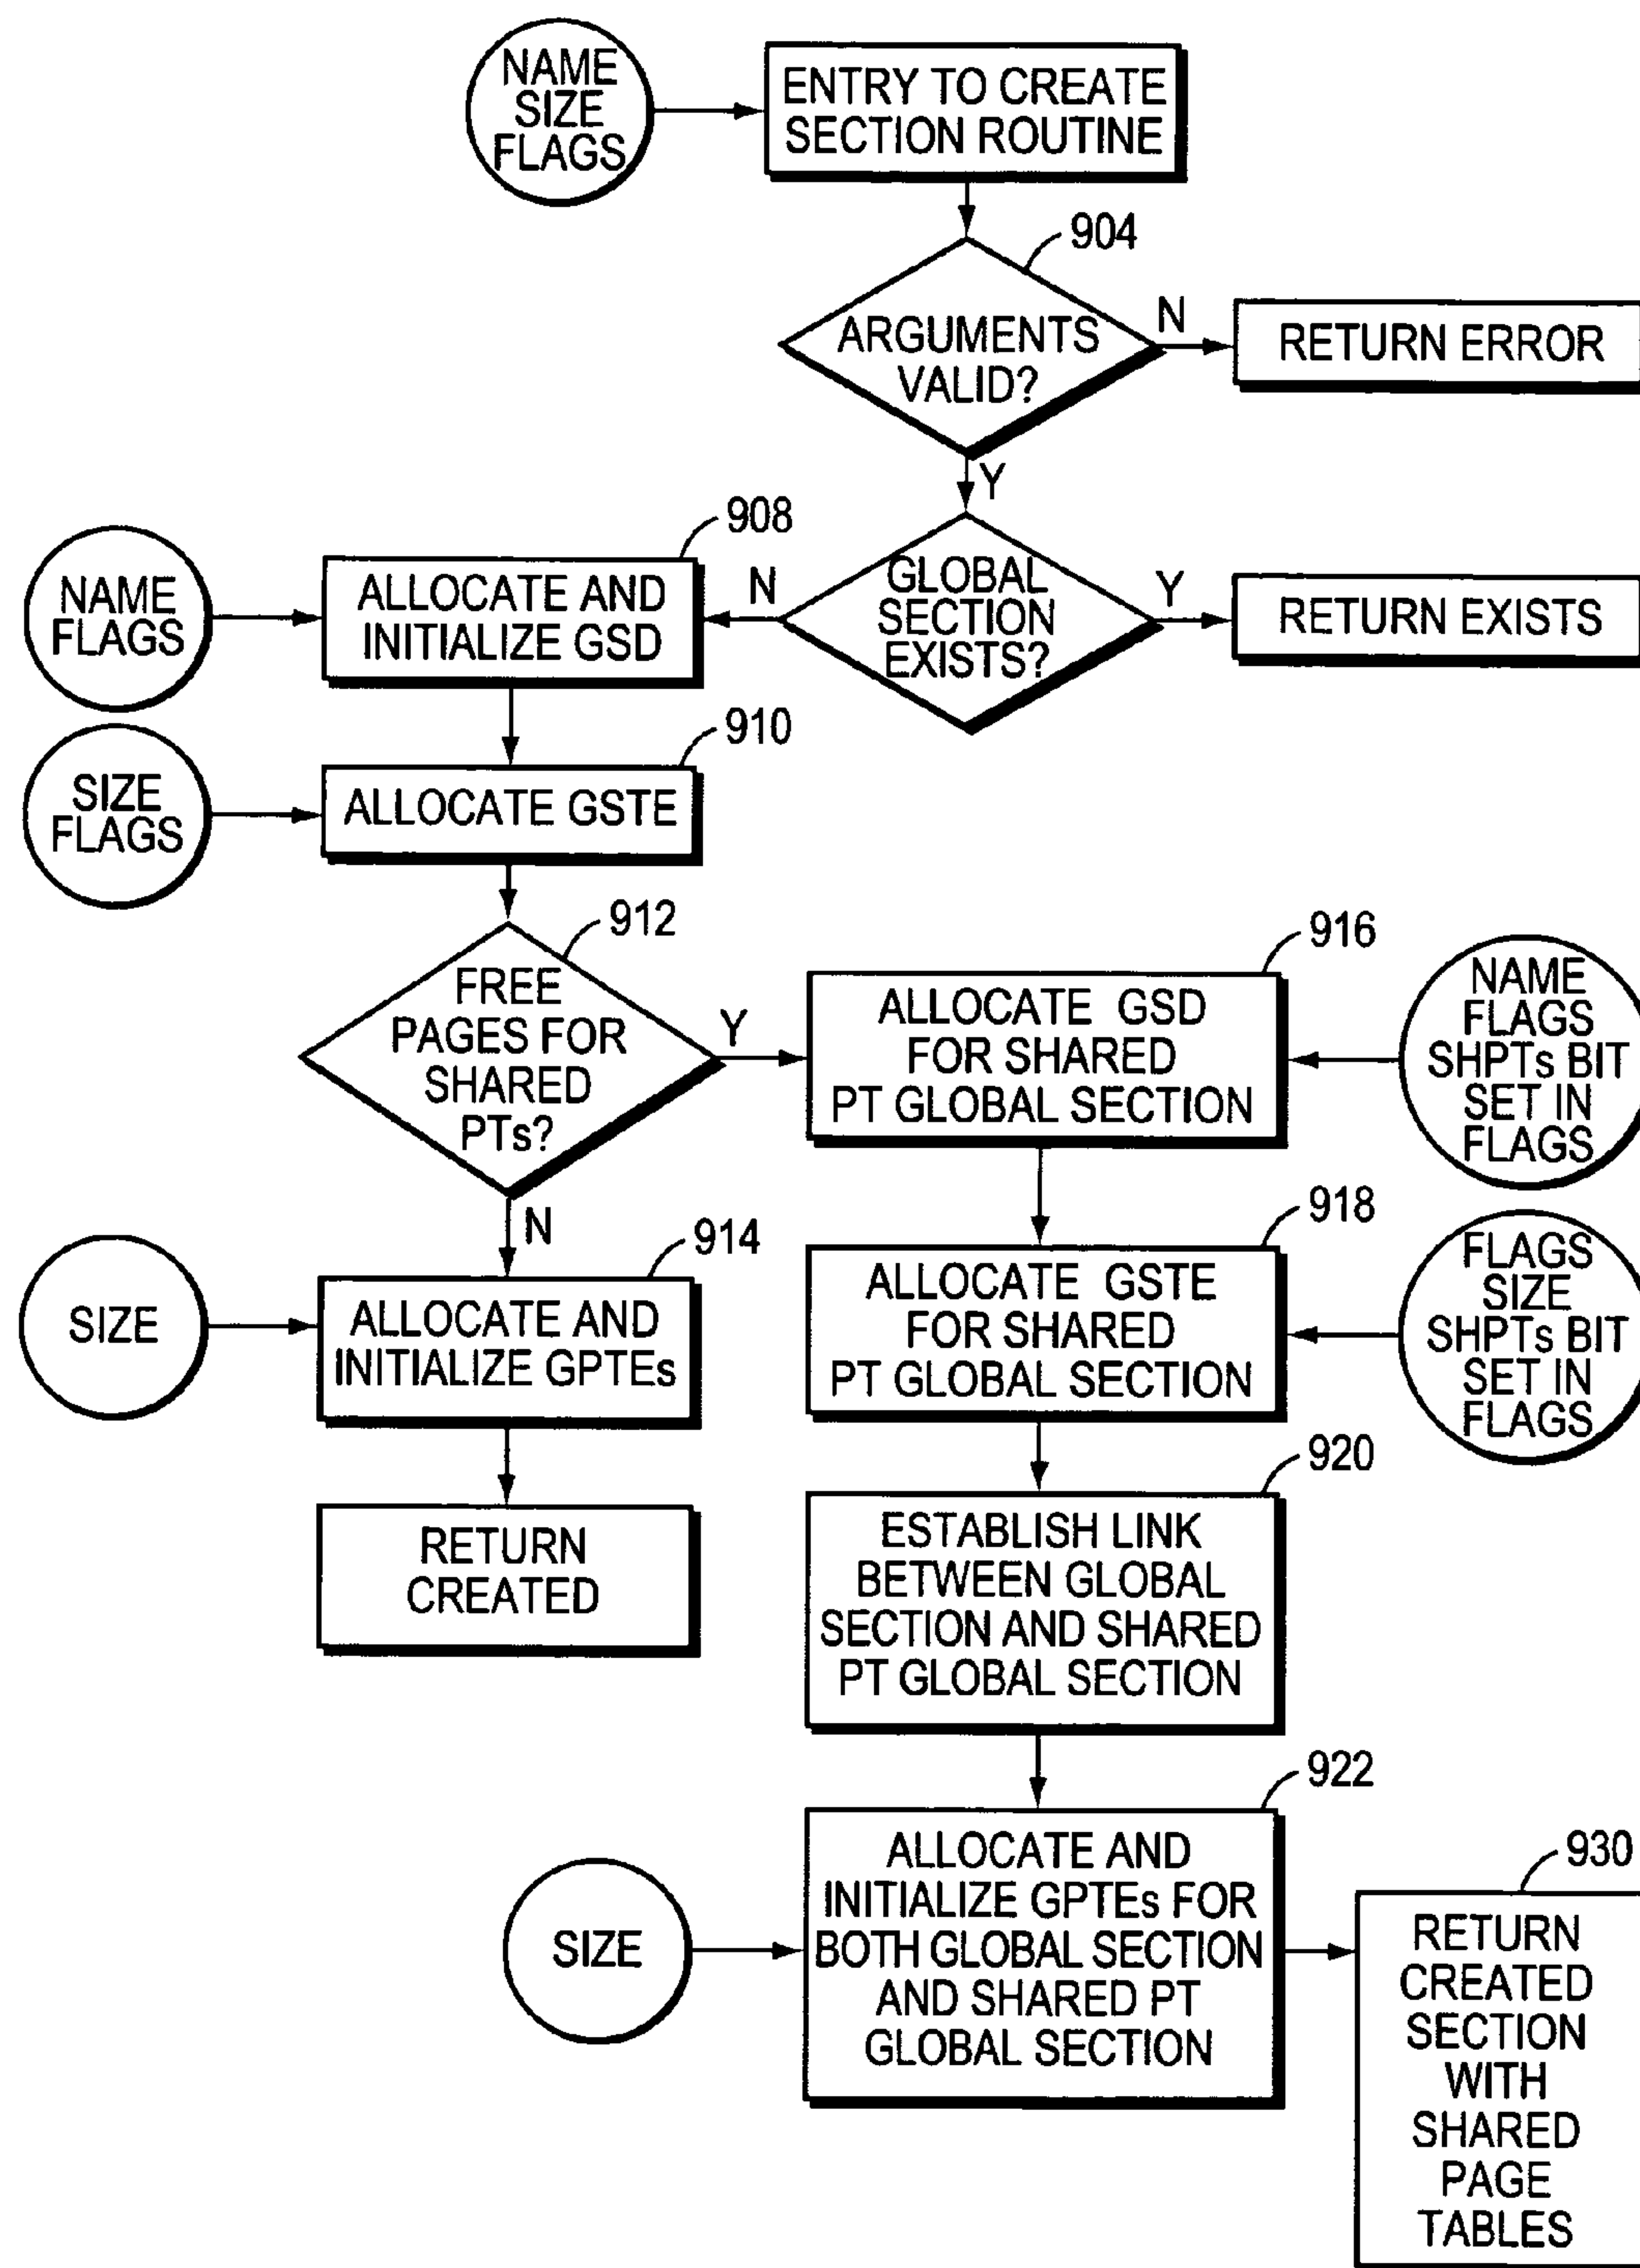 NAME
SIZE
FLAGS
ENTRY TO CREATE
SECTION ROUTINE
904
ARGUMENTS
VALID?
N
RETURN ERROR
Y
908
NAME
FLAGS
ALLOCATE AND
INITIALIZE GSD
N
GLOBAL
SECTION
EXISTS?
Y
RETURN EXISTS
910
SIZE
FLAGS
ALLOCATE GSTE
912
FREE
PAGES FOR
SHARED
PTs?
Y
916
ALLOCATE GSD
FOR SHARED
PT GLOBAL SECTION
NAME
FLAGS
SHPTs BIT
SET IN
FLAGS
N
914
SIZE
ALLOCATE AND
INITIALIZE GPTEs
918
ALLOCATE GSTE
FOR SHARED
PT GLOBAL SECTION
FLAGS
SIZE
SHPTs BIT
SET IN
FLAGS
RETURN
CREATED
920
ESTABLISH LINK
BETWEEN GLOBAL
SECTION AND SHARED
PT GLOBAL SECTION
922
SIZE
ALLOCATE AND
INITIALIZE GPTEs FOR
BOTH GLOBAL SECTION
AND SHARED PT
GLOBAL SECTION
930
RETURN
CREATED
SECTION
WITH
SHARED
PAGE
TABLES